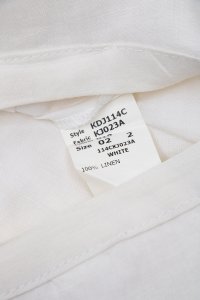 Style KDJ114C
Fabric KJ023A
Size 02 2
114CKJ023A
WHITE
100% LINEN